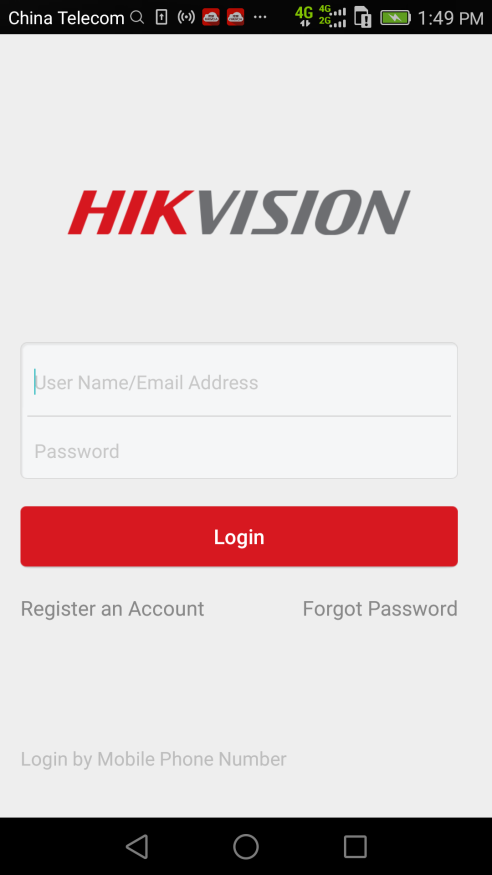 China Telecom 4G 4G 2G 1:49 PM
HIKVISION
User Name/Email Address
Password
Login
Register an Account Forgot Password
Login by Mobile Phone Number